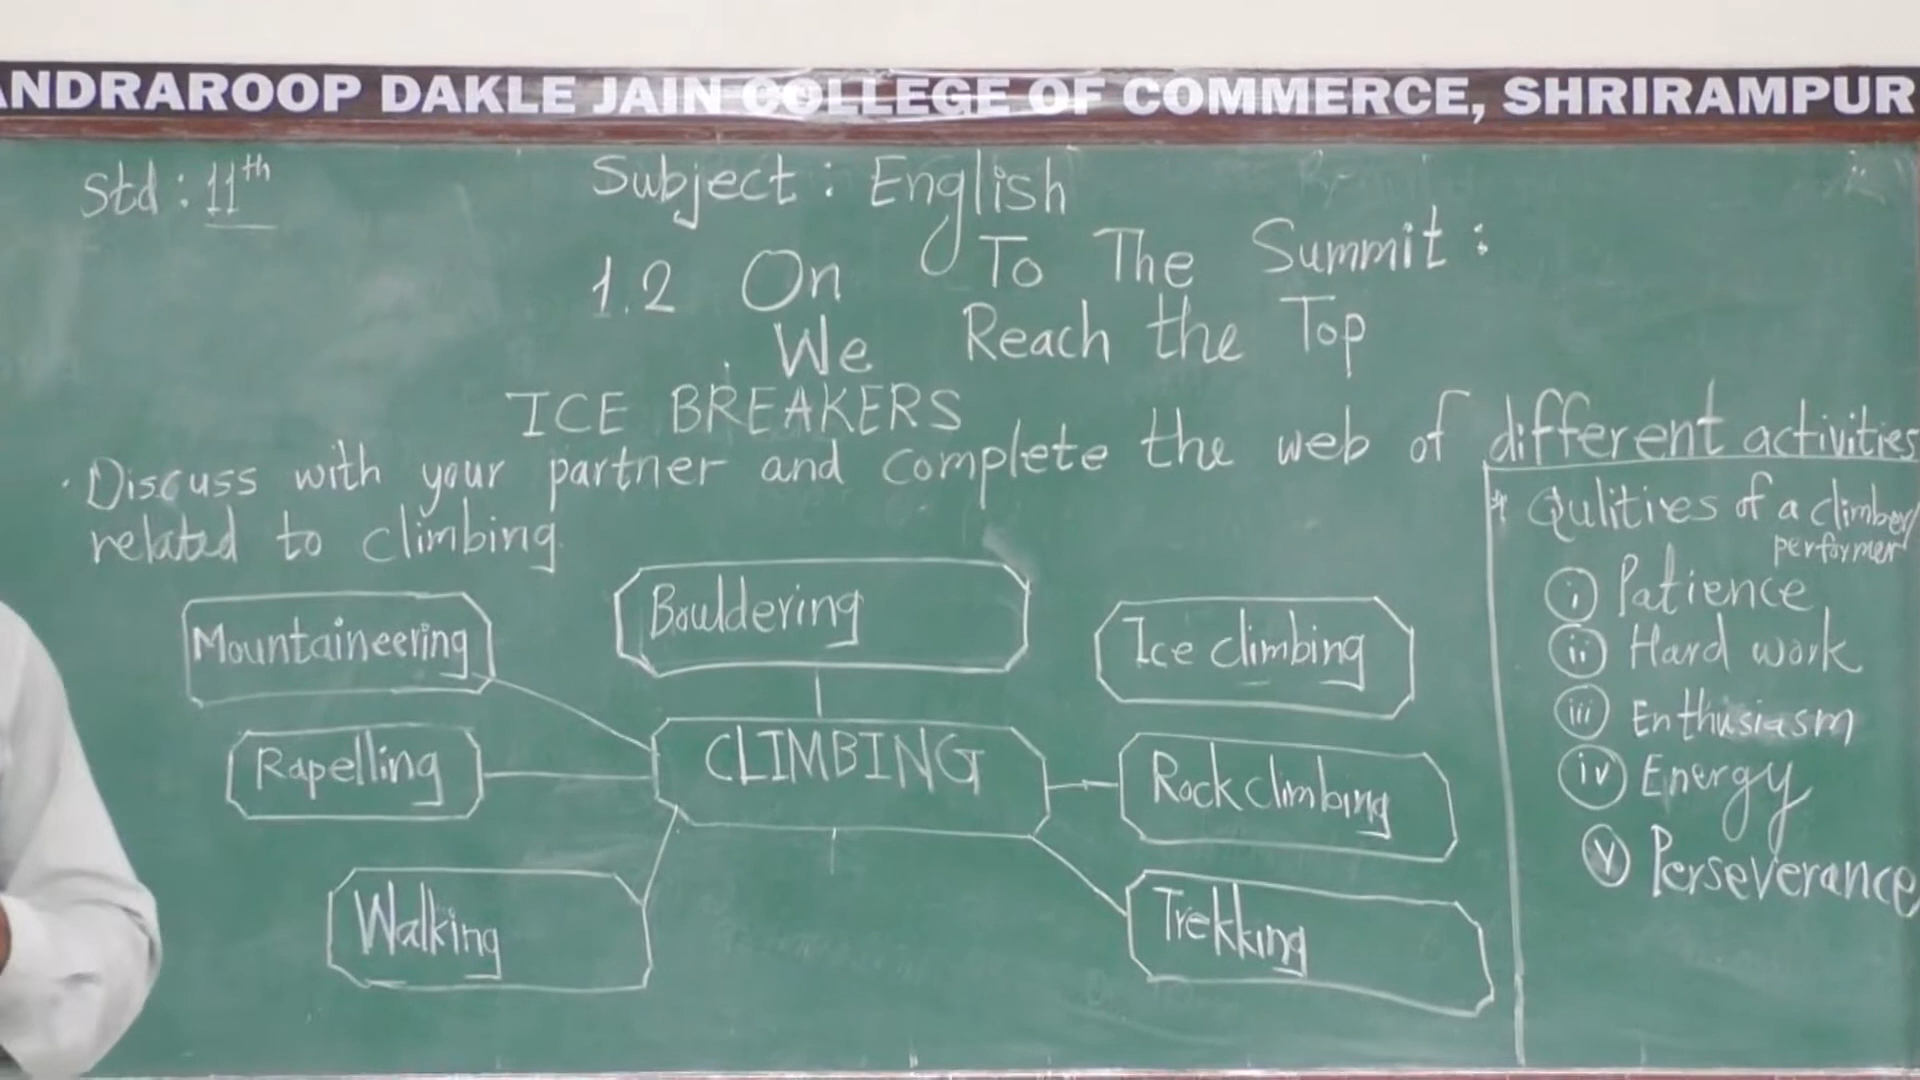 ANDRAROOP DAKLE JAIN COLLEGE OF COMMERCE, SHRIRAMPUR
Std : 11th
Subject : English
1.2 On To The Summit :
We Reach the Top
ICE BREAKERS
· Discuss with your partner and complete the web of different activities
related to climbing.
Mountaineering
Bouldering
Ice climbing
Rapelling
CLIMBING
Rock climbing
Walking
Trekking
* Qulities of a climber/
performer
i Patience
ii Hard work
iii Enthusiasm
iv Energy
v Perseverance